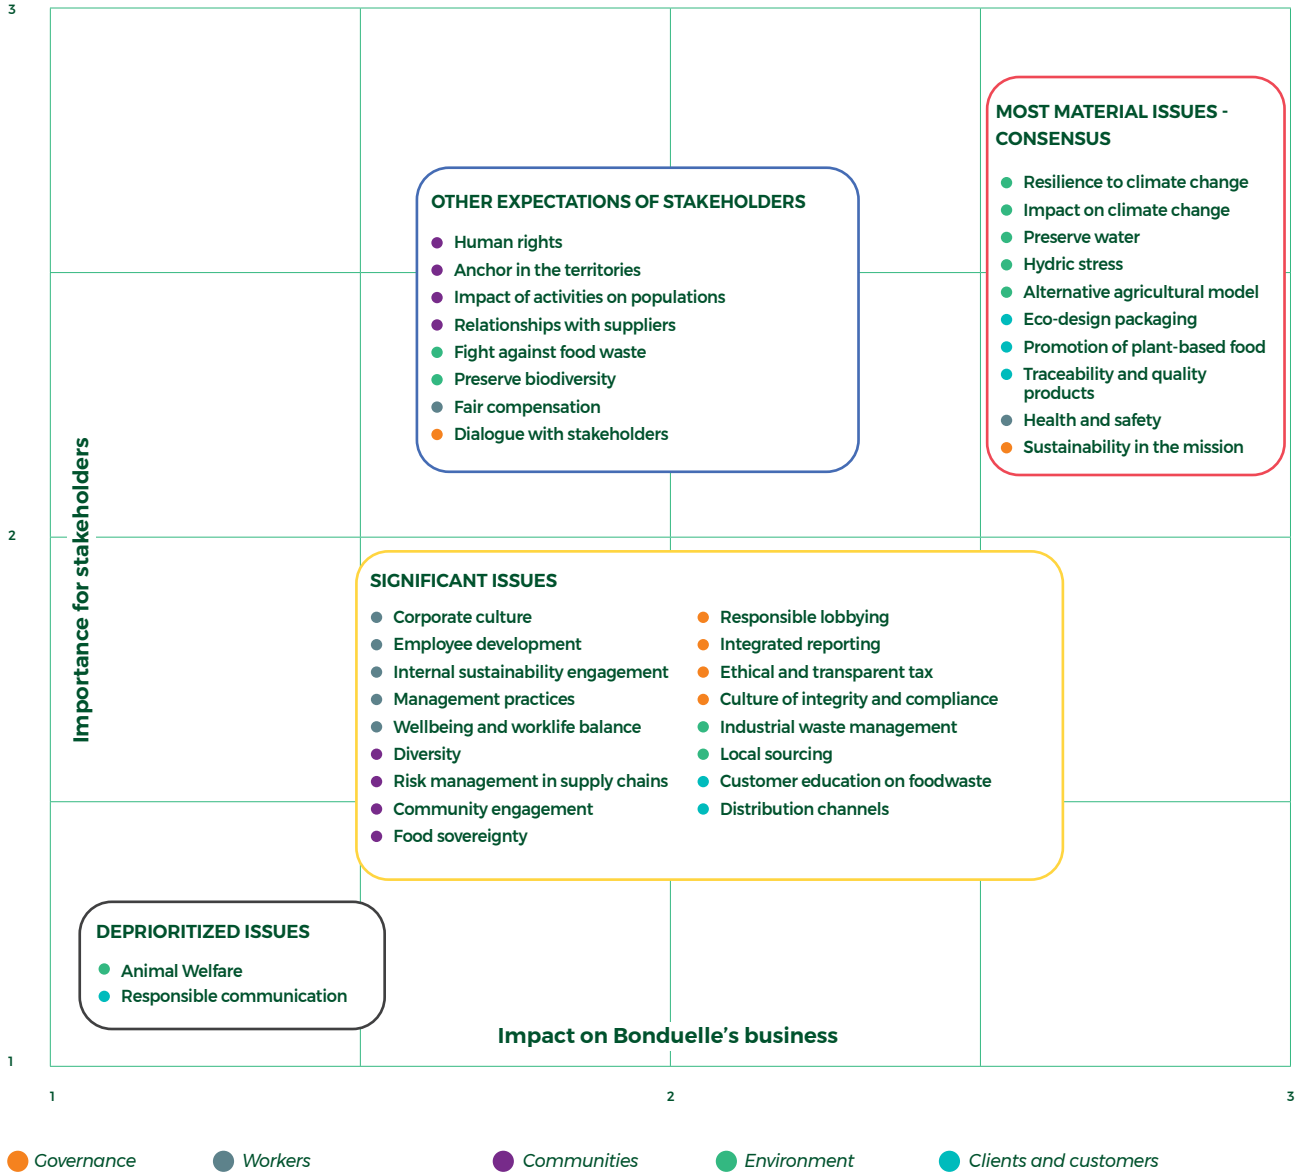 3
MOST MATERIAL ISSUES -
CONSENSUS
Resilience to climate change
Impact on climate change
Preserve water
Hydric stress
Alternative agricultural model
Eco-design packaging
Promotion of plant-based food
Traceability and quality
products
Health and safety
Sustainability in the mission
OTHER EXPECTATIONS OF STAKEHOLDERS
Human rights
Anchor in the territories
Impact of activities on populations
Relationships with suppliers
Fight against food waste
Preserve biodiversity
Fair compensation
Dialogue with stakeholders
Importance for stakeholders
2
SIGNIFICANT ISSUES
Corporate culture
Employee development
Internal sustainability engagement
Management practices
Wellbeing and worklife balance
Diversity
Risk management in supply chains
Community engagement
Food sovereignty
Responsible lobbying
Integrated reporting
Ethical and transparent tax
Culture of integrity and compliance
Industrial waste management
Local sourcing
Customer education on foodwaste
Distribution channels
DEPRIORITIZED ISSUES
Animal Welfare
Responsible communication
Impact on Bonduelle’s business
1
1
2
3
Governance
Workers
Communities
Environment
Clients and customers